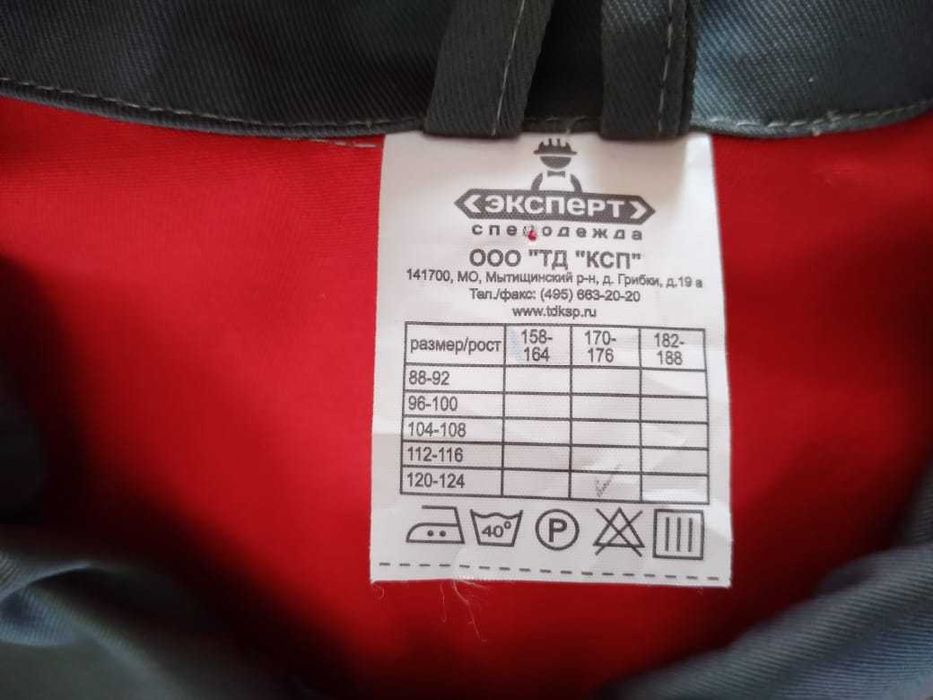 ЭКСПЕРТ
спецодежда
ООО "ТД "КСП"
141700, МО, Мытищинский р-н, д. Грибки, д.19 а
Тел./факс: (495) 663-20-20
www.tdksp.ru
размер/рост 158-164 170-176 182-188
88-92
96-100
104-108
112-116
120-124
40° P